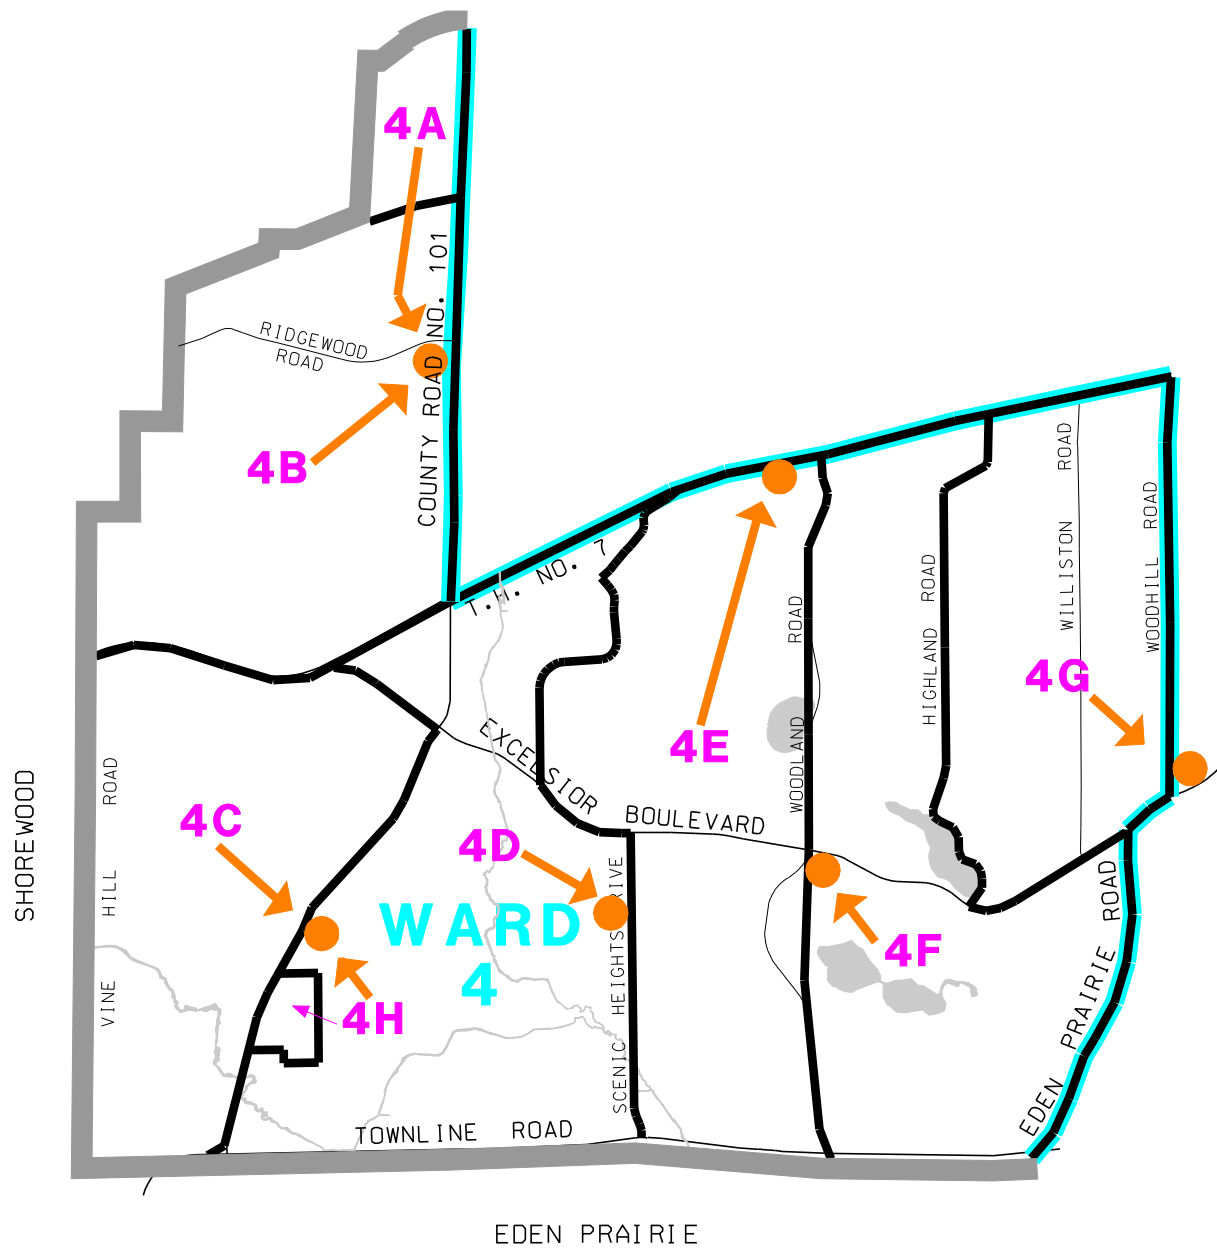 4A
COUNTY ROAD NO. 101
RIDGEWOOD
ROAD
4B
T.H. NO. 7
WILLISTON ROAD
WOODHILL ROAD
HIGHLAND ROAD
WOODLAND ROAD
4G
4E
EXCELSIOR BOULEVARD
SHOREWOOD
VINE HILL ROAD
4C
4D
WARD
4
SCENIC HEIGHTS DRIVE
4F
4H
EDEN PRAIRIE ROAD
TOWNLINE ROAD
EDEN PRAIRIE